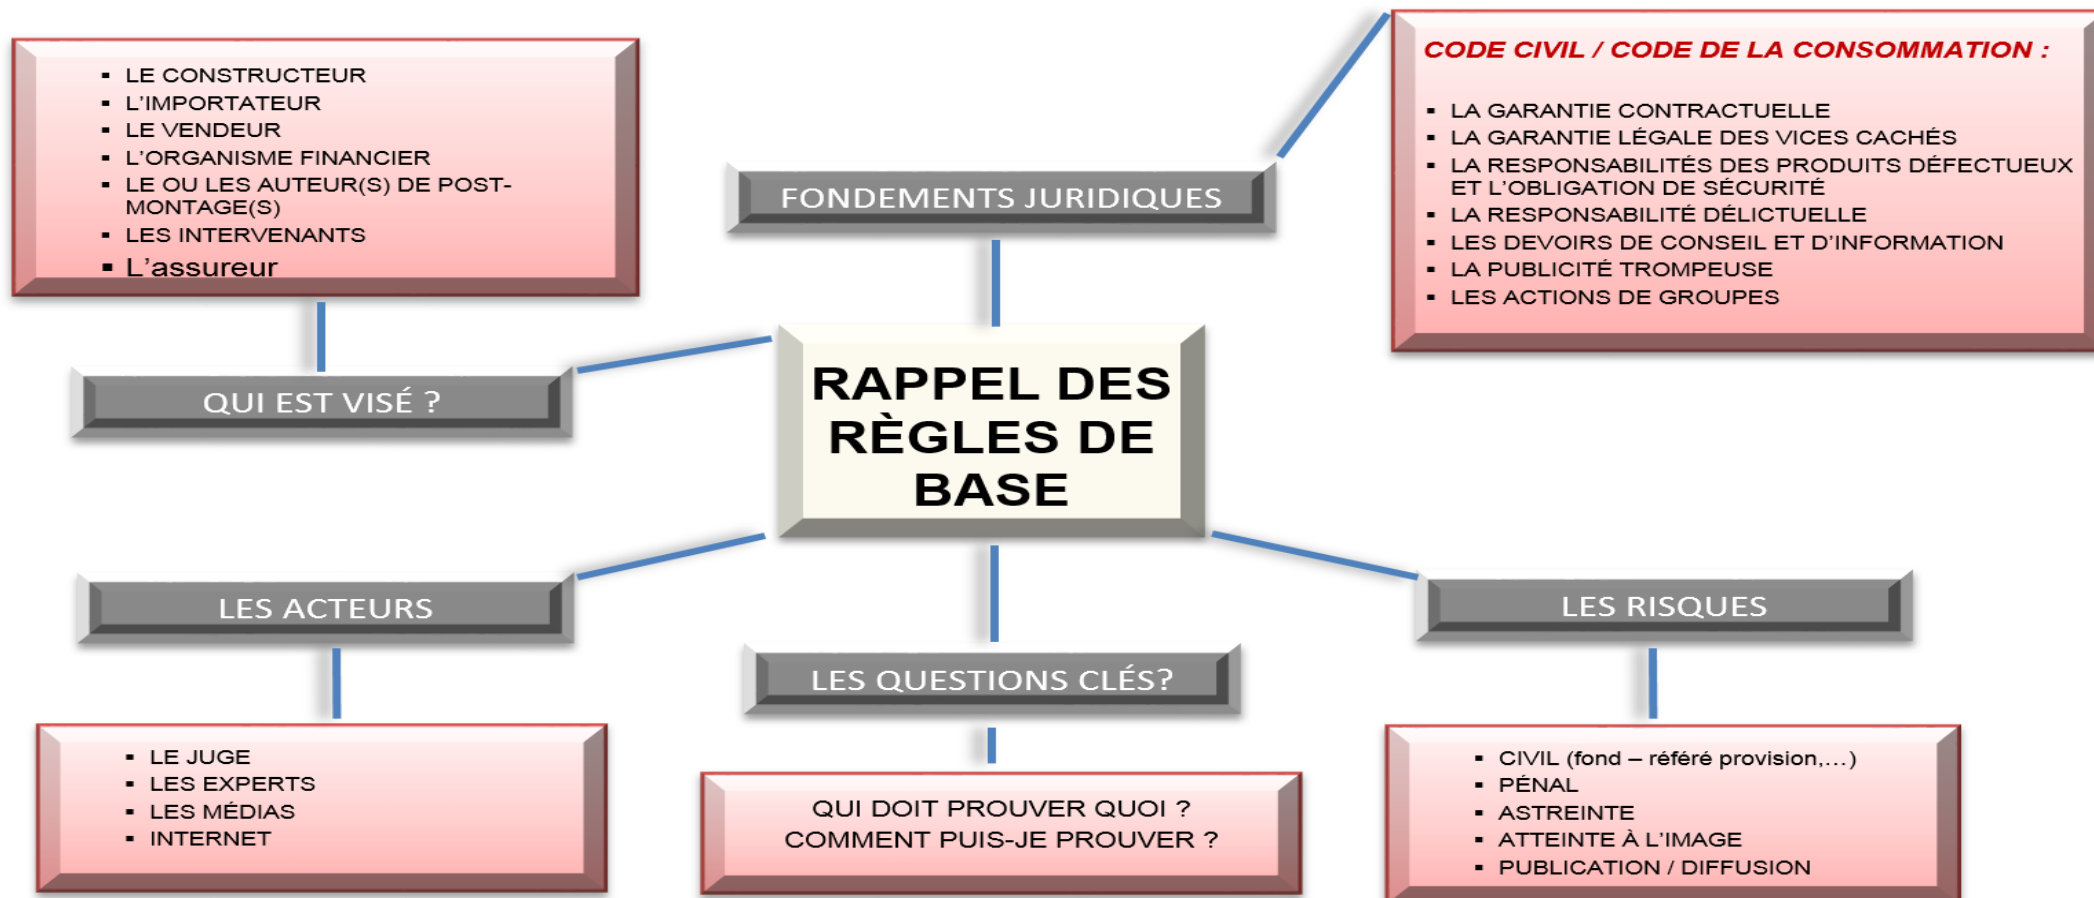 LE CONSTRUCTEUR
L'IMPORTATEUR
LE VENDEUR
L'ORGANISME FINANCIER
LE OU LES AUTEUR(S) DE POST-
MONTAGE(S)
LES INTERVENANTS
L'assureur
QUI EST VISÉ ?
FONDEMENTS JURIDIQUES
CODE CIVIL / CODE DE LA CONSOMMATION :
LA GARANTIE CONTRACTUELLE
LA GARANTIE LÉGALE DES VICES CACHÉS
LA RESPONSABILITÉS DES PRODUITS DÉFECTUEUX
ET L'OBLIGATION DE SÉCURITÉ
LA RESPONSABILITÉ DÉLICTUELLE
LES DEVOIRS DE CONSEIL ET D'INFORMATION
LA PUBLICITÉ TROMPEUSE
LES ACTIONS DE GROUPES
RAPPEL DES
RÈGLES DE
BASE
LES ACTEURS
LE JUGE
LES EXPERTS
LES MÉDIAS
INTERNET
LES QUESTIONS CLÉS?
QUI DOIT PROUVER QUOI ?
COMMENT PUIS-JE PROUVER ?
LES RISQUES
CIVIL (fond – référé provision,...)
PÉNAL
ASTREINTE
ATTEINTE À L'IMAGE
PUBLICATION / DIFFUSION